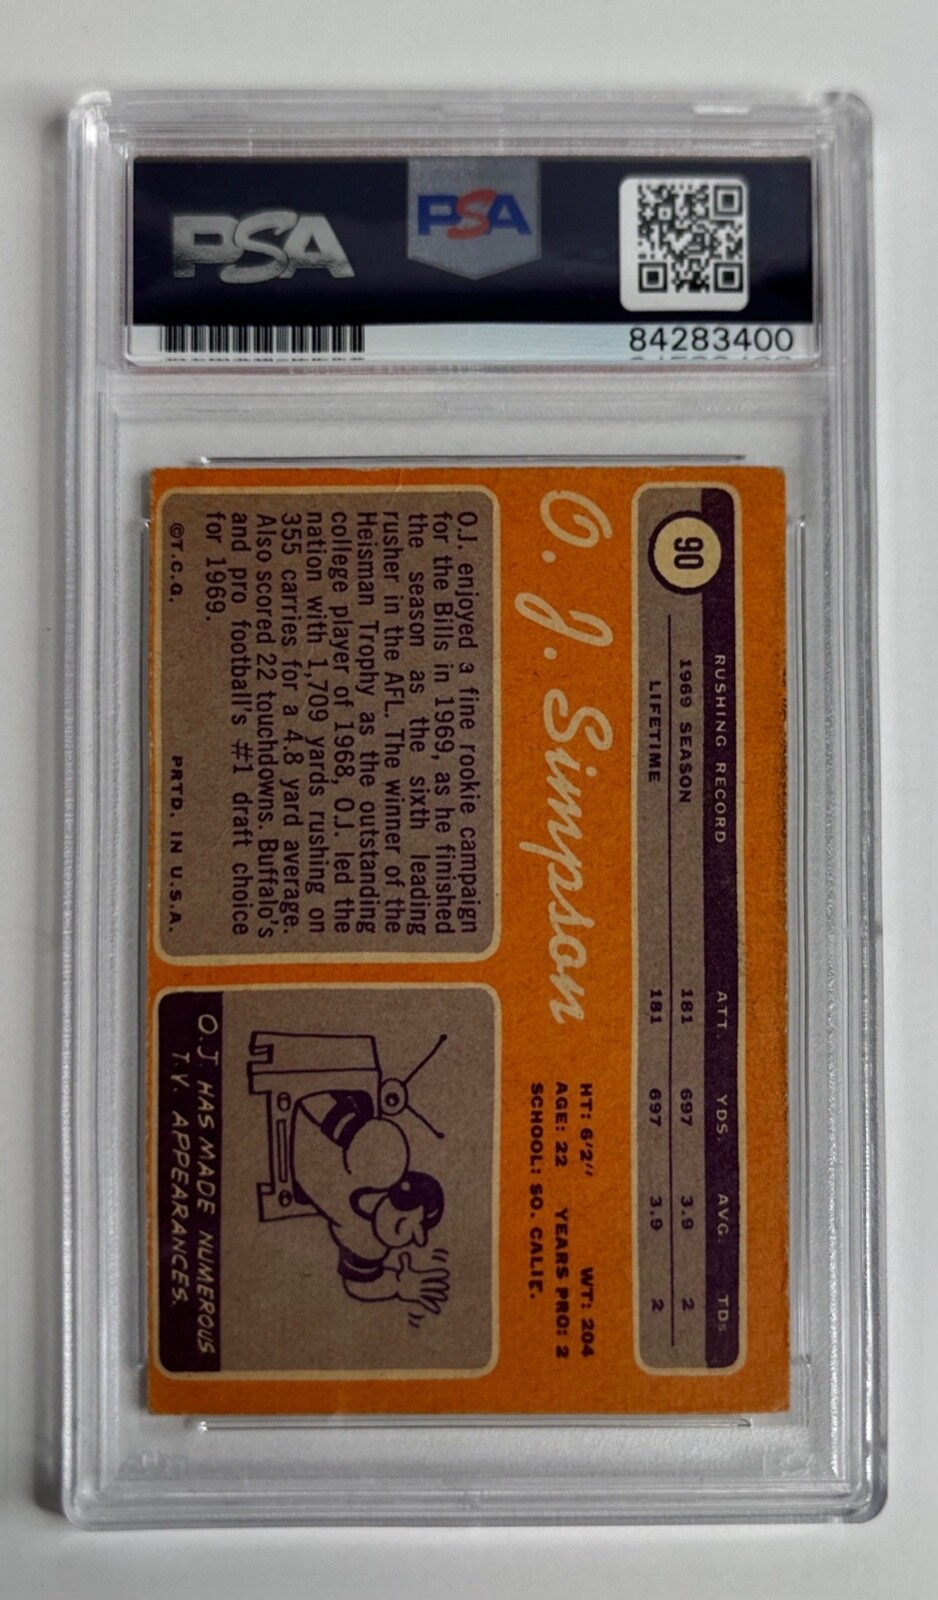 PSA
PSA
84283400
90
RUSHING RECORD ATT. YDS. AVG. TDs
1969 SEASON 181 697 3.9 2
LIFETIME 181 697 3.9 2
O. J. Simpson
HT: 6'2" WT: 204
AGE: 22 YEARS PRO: 2
SCHOOL: SO. CALIF.
O.J. enjoyed a fine rookie campaign
for the Bills in 1969, as he finished
the season as the sixth leading
rusher in the AFL. The winner of the
Heisman Trophy as the outstanding
college player of 1968, O.J. led the
nation with 1,709 yards rushing on
355 carries for a 4.8 yard average.
Also scored 22 touchdowns. Buffalo's
and pro football's #1 draft choice
for 1969.
©T.C.G. PRTD. IN U.S.A.
O.J. HAS MADE NUMEROUS
T.V. APPEARANCES.